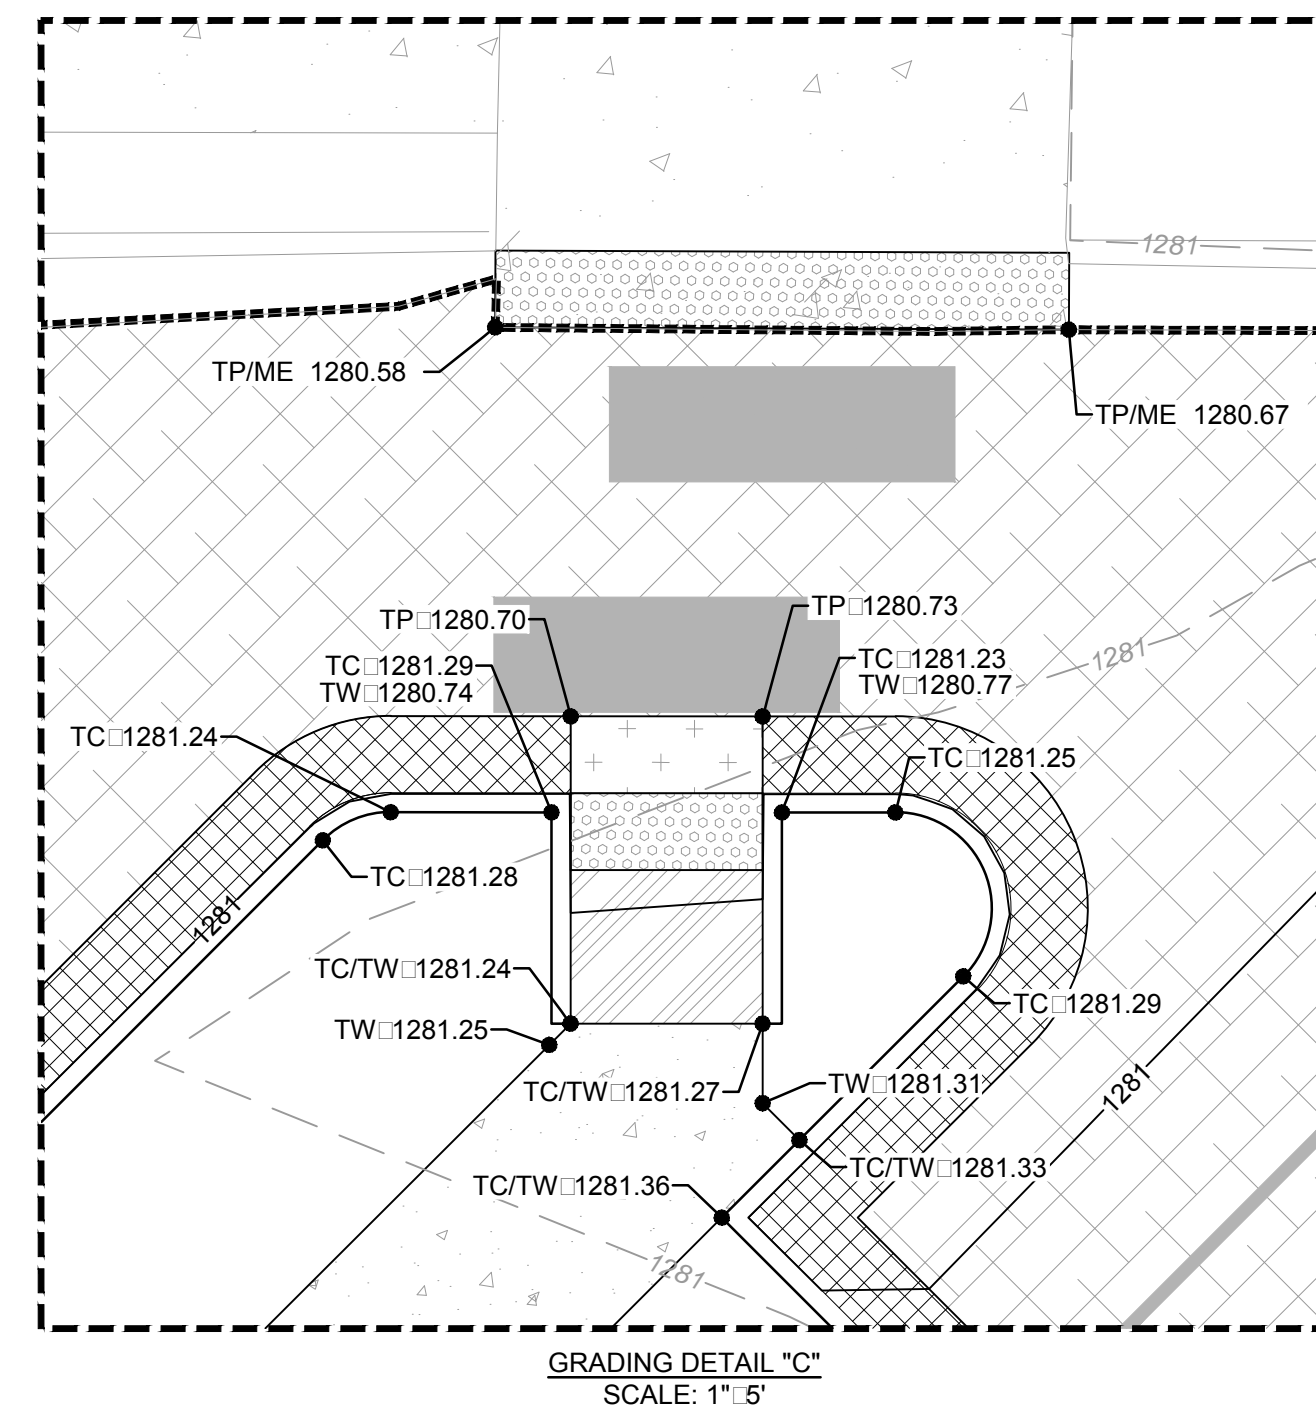 1281
TP/ME 1280.58
TP/ME 1280.67
TP□1280.70
TP□1280.73
TC□1281.29
TW□1280.74
TC□1281.23
TW□1280.77
1281
TC□1281.24
TC□1281.25
TC□1281.28
1281
TC/TW□1281.24
TC□1281.29
TW□1281.25
TC/TW□1281.27
TW□1281.31
1281
TC/TW□1281.33
TC/TW□1281.36
1281
GRADING DETAIL "C"
SCALE: 1"□5'